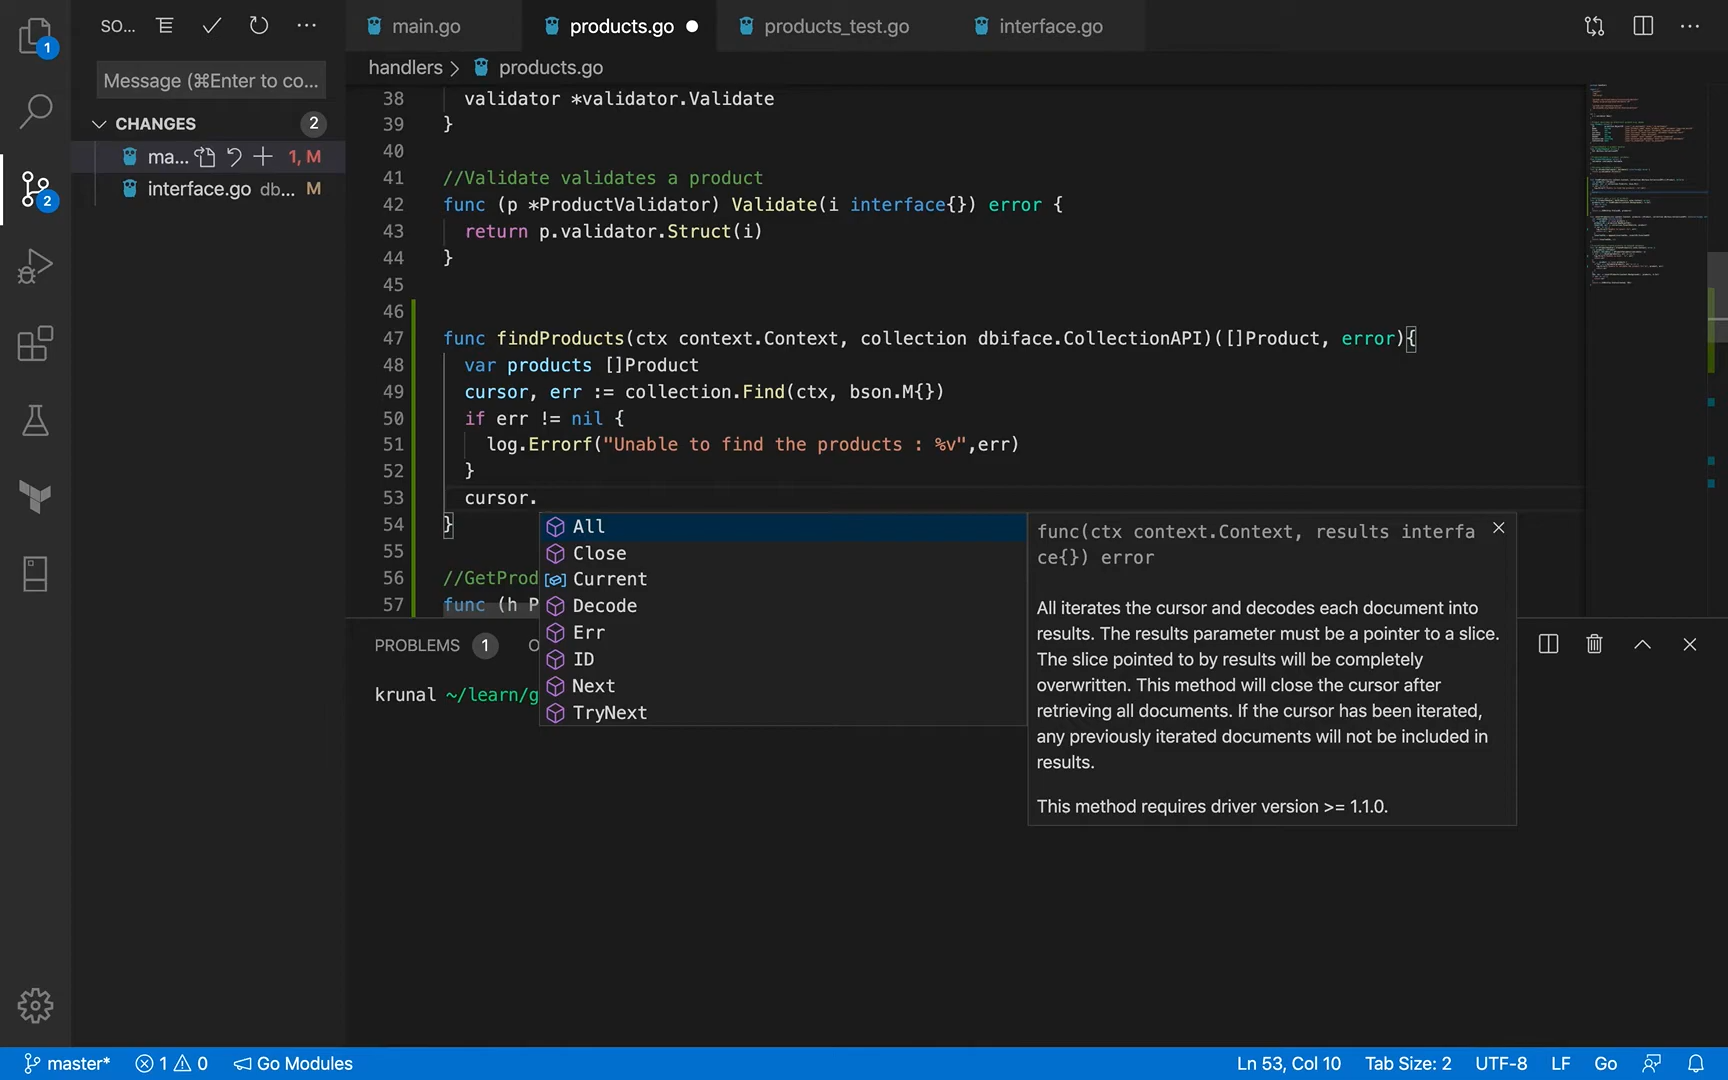 1
2
SO...
Message (⌘Enter to co...
CHANGES
2
ma...
1, M
interface.go db...
M
main.go
products.go
products_test.go
interface.go
handlers > products.go
38 validator *validator.Validate
39 }
40
41 //Validate validates a product
42 func (p *ProductValidator) Validate(i interface{}) error {
43 return p.validator.Struct(i)
44 }
45
46
47 func findProducts(ctx context.Context, collection dbiface.CollectionAPI)([]Product, error){
48 var products []Product
49 cursor, err := collection.Find(ctx, bson.M{})
50 if err != nil {
51 log.Errorf("Unable to find the products : %v",err)
52 }
53 cursor.
54 }
55
56 //GetProd
57 func (h P
All
Close
Current
Decode
Err
ID
Next
TryNext
func(ctx context.Context, results interfa
ce{}) error
All iterates the cursor and decodes each document into
results. The results parameter must be a pointer to a slice.
The slice pointed to by results will be completely
overwritten. This method will close the cursor after
retrieving all documents. If the cursor has been iterated,
any previously iterated documents will not be included in
results.
This method requires driver version >= 1.1.0.
PROBLEMS 1 O
krunal ~/learn/g
master* 1 0 Go Modules
Ln 53, Col 10 Tab Size: 2 UTF-8 LF Go